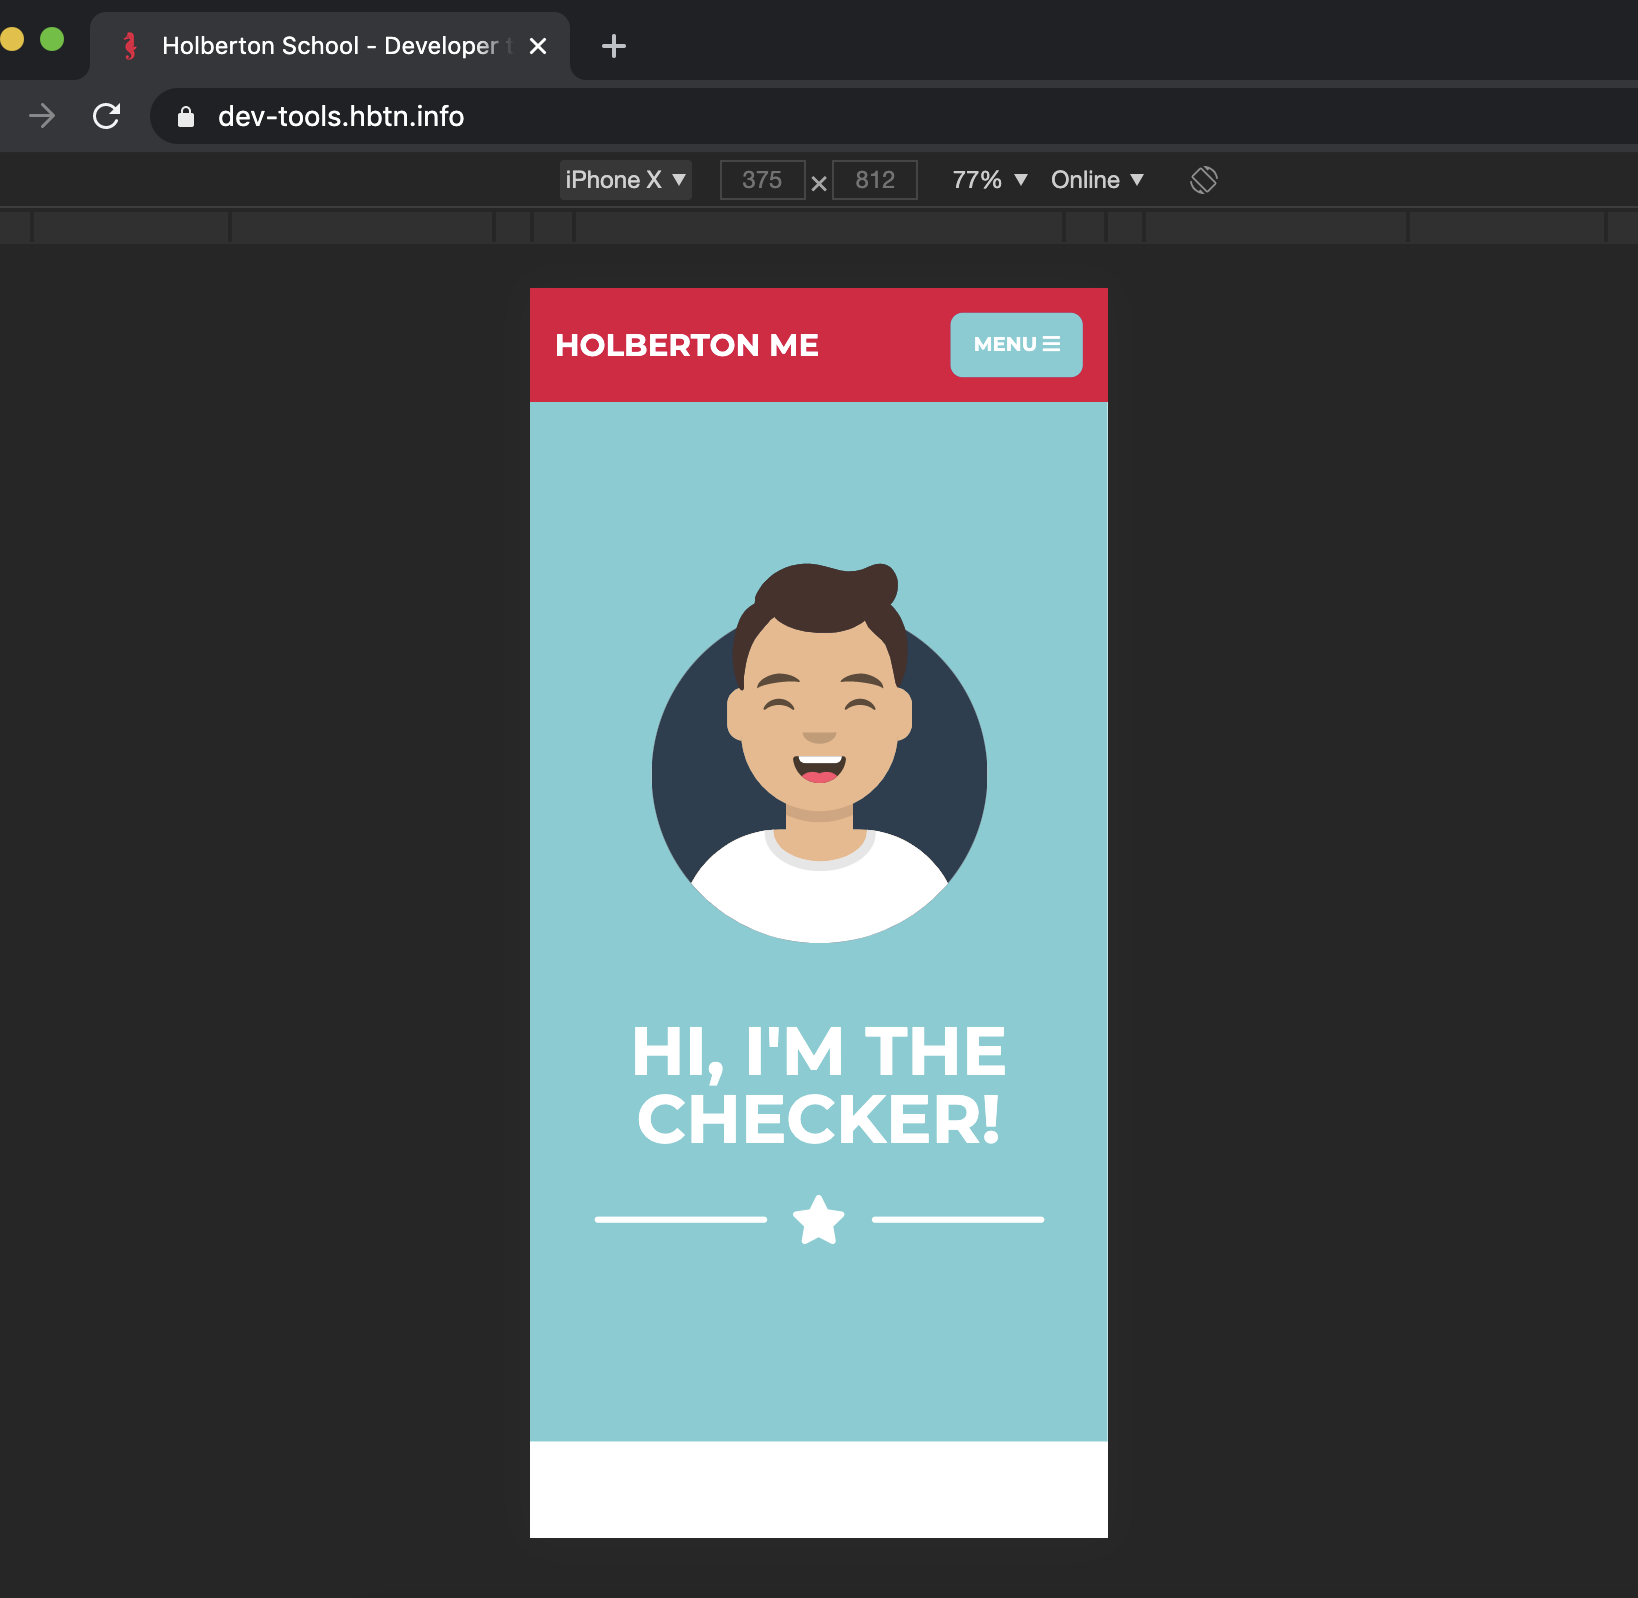 Holberton School - Developer t
dev-tools.hbtn.info
iPhone X 375 × 812 77% Online
HOLBERTON ME
MENU
HI, I'M THE
CHECKER!